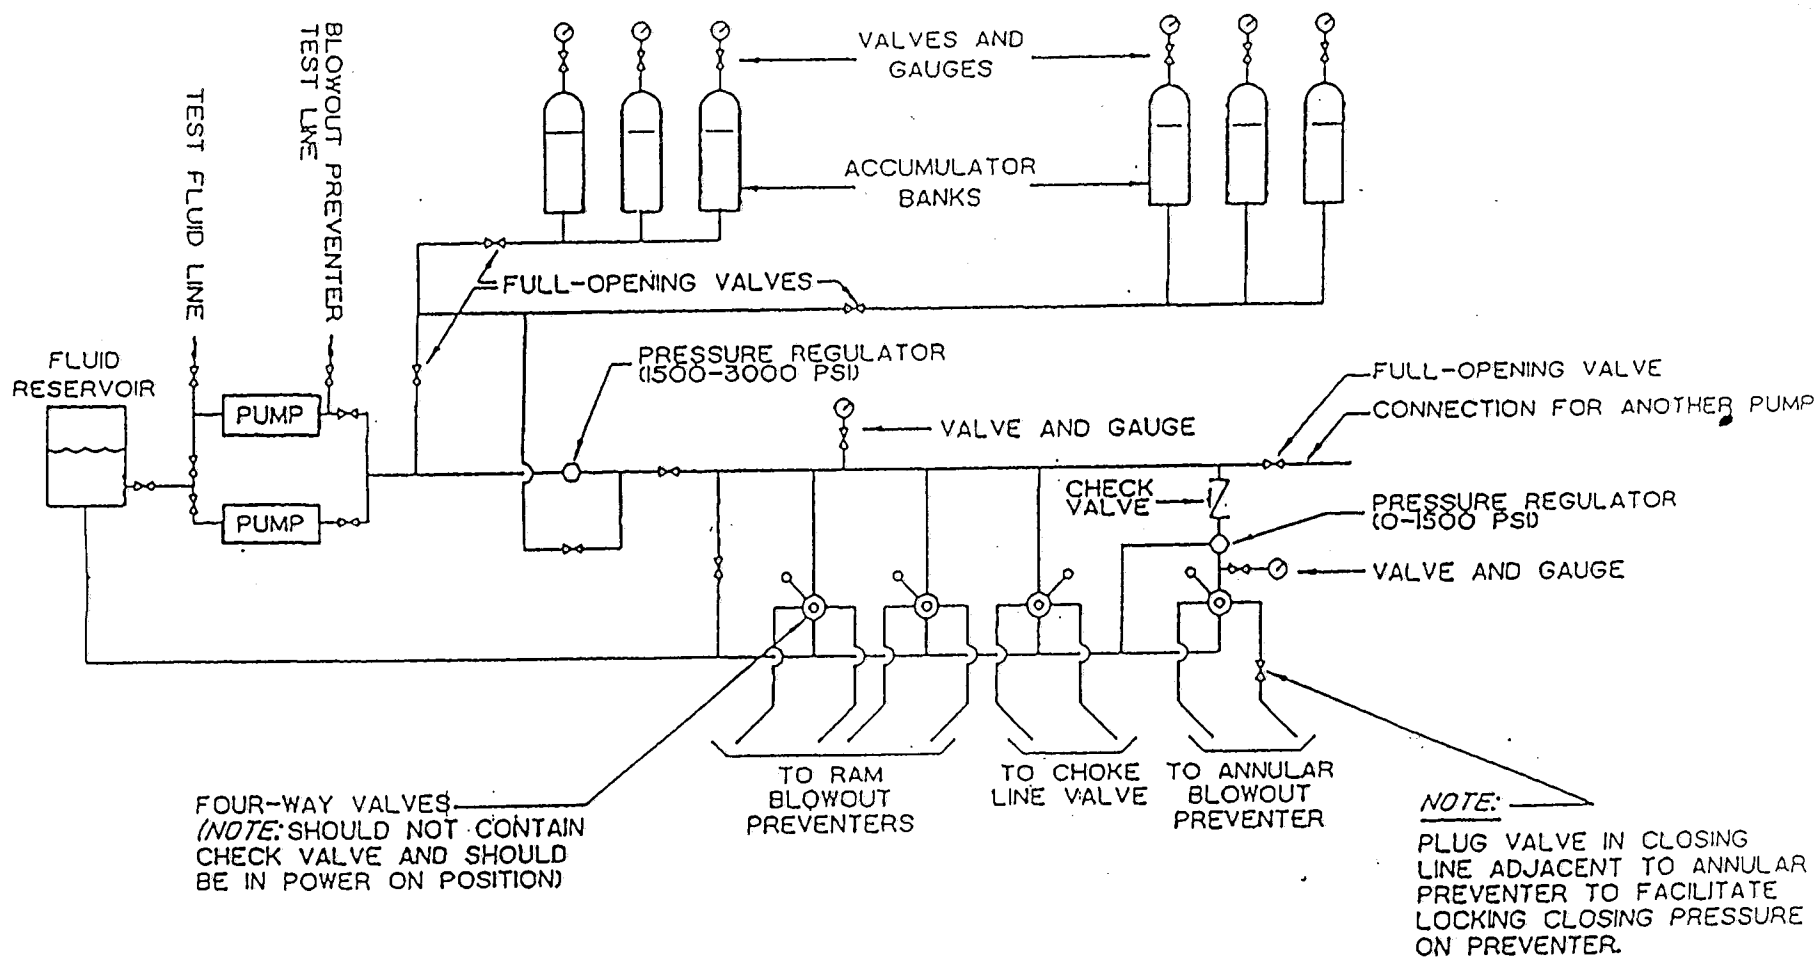 BLOWOUT PREVENTER
TEST LINE
TEST FLUID LINE
VALVES AND
GAUGES
ACCUMULATOR
BANKS
FULL-OPENING VALVES
FLUID
RESERVOIR
PUMP
PUMP
PRESSURE REGULATOR
(1500-3000 PSI)
VALVE AND GAUGE
FULL-OPENING VALVE
CONNECTION FOR ANOTHER PUMP
CHECK
VALVE
PRESSURE REGULATOR
(0-1500 PSI)
VALVE AND GAUGE
TO RAM
BLOWOUT
PREVENTERS
TO CHOKE
LINE VALVE
TO ANNULAR
BLOWOUT
PREVENTER
FOUR-WAY VALVES
(NOTE: SHOULD NOT CONTAIN
CHECK VALVE AND SHOULD
BE IN POWER ON POSITION)
NOTE:
PLUG VALVE IN CLOSING
LINE ADJACENT TO ANNULAR
PREVENTER TO FACILITATE
LOCKING CLOSING PRESSURE
ON PREVENTER.